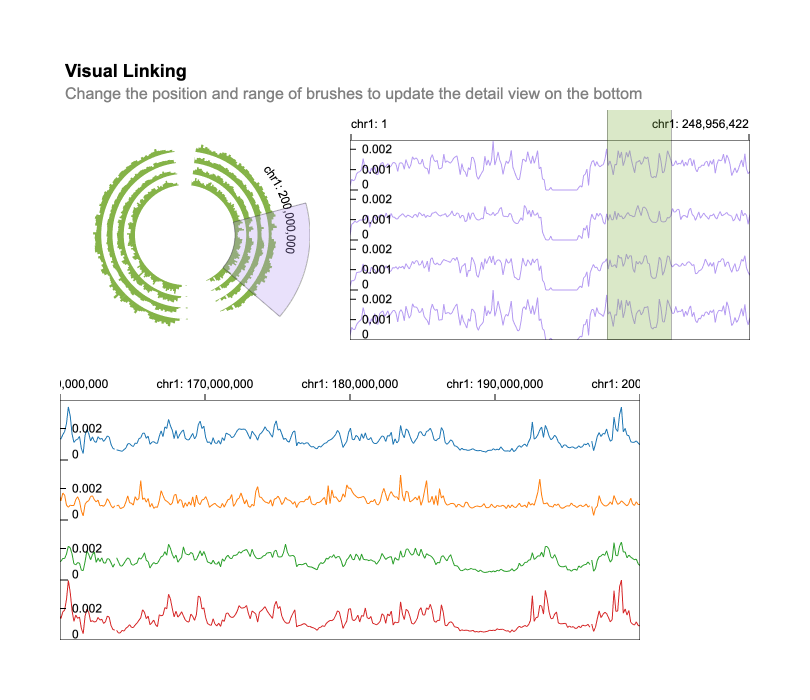 Visual Linking
Change the position and range of brushes to update the detail view on the bottom
chr1: 1
chr1: 248,956,422
chr1: 200,000,000
0.002
0.001
0
0.002
0.001
0
0.002
0.001
0
0.002
0.001
0
0,000,000
chr1: 170,000,000
chr1: 180,000,000
chr1: 190,000,000
chr1: 200
0.002
0
0.002
0
0.002
0
0.002
0